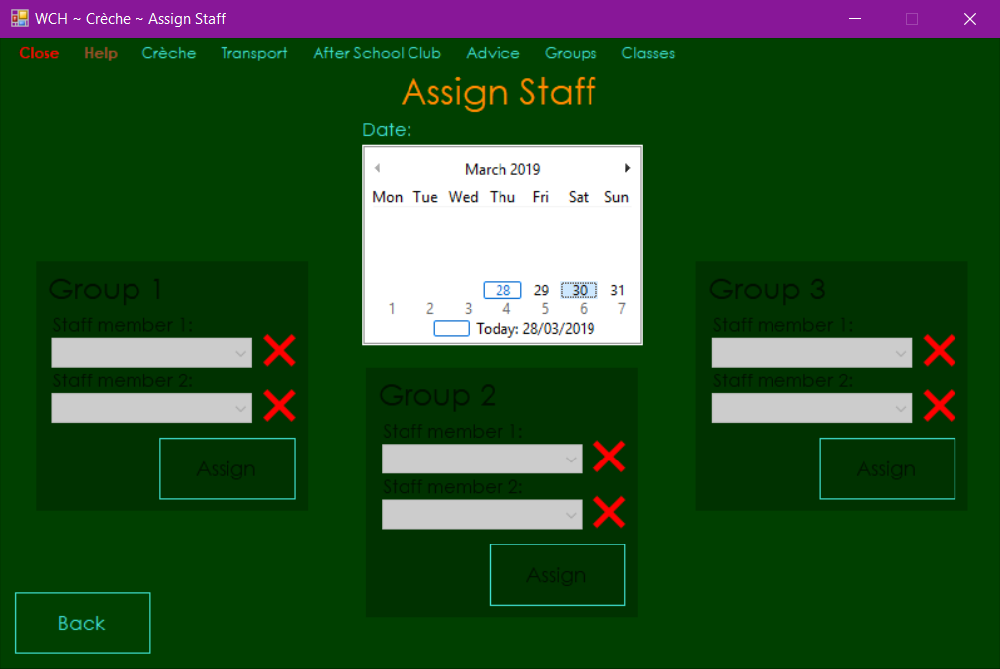 WCH ~ Crèche ~ Assign Staff
Close Help Crèche Transport After School Club Advice Groups Classes
Assign Staff
Date:
March 2019
Mon Tue Wed Thu Fri Sat Sun
28 29 30 31
1 2 3 4 5 6 7
Today: 28/03/2019
Group 1
Staff member 1:
Staff member 2:
Assign
Group 2
Staff member 1:
Staff member 2:
Assign
Group 3
Staff member 1:
Staff member 2:
Assign
Back